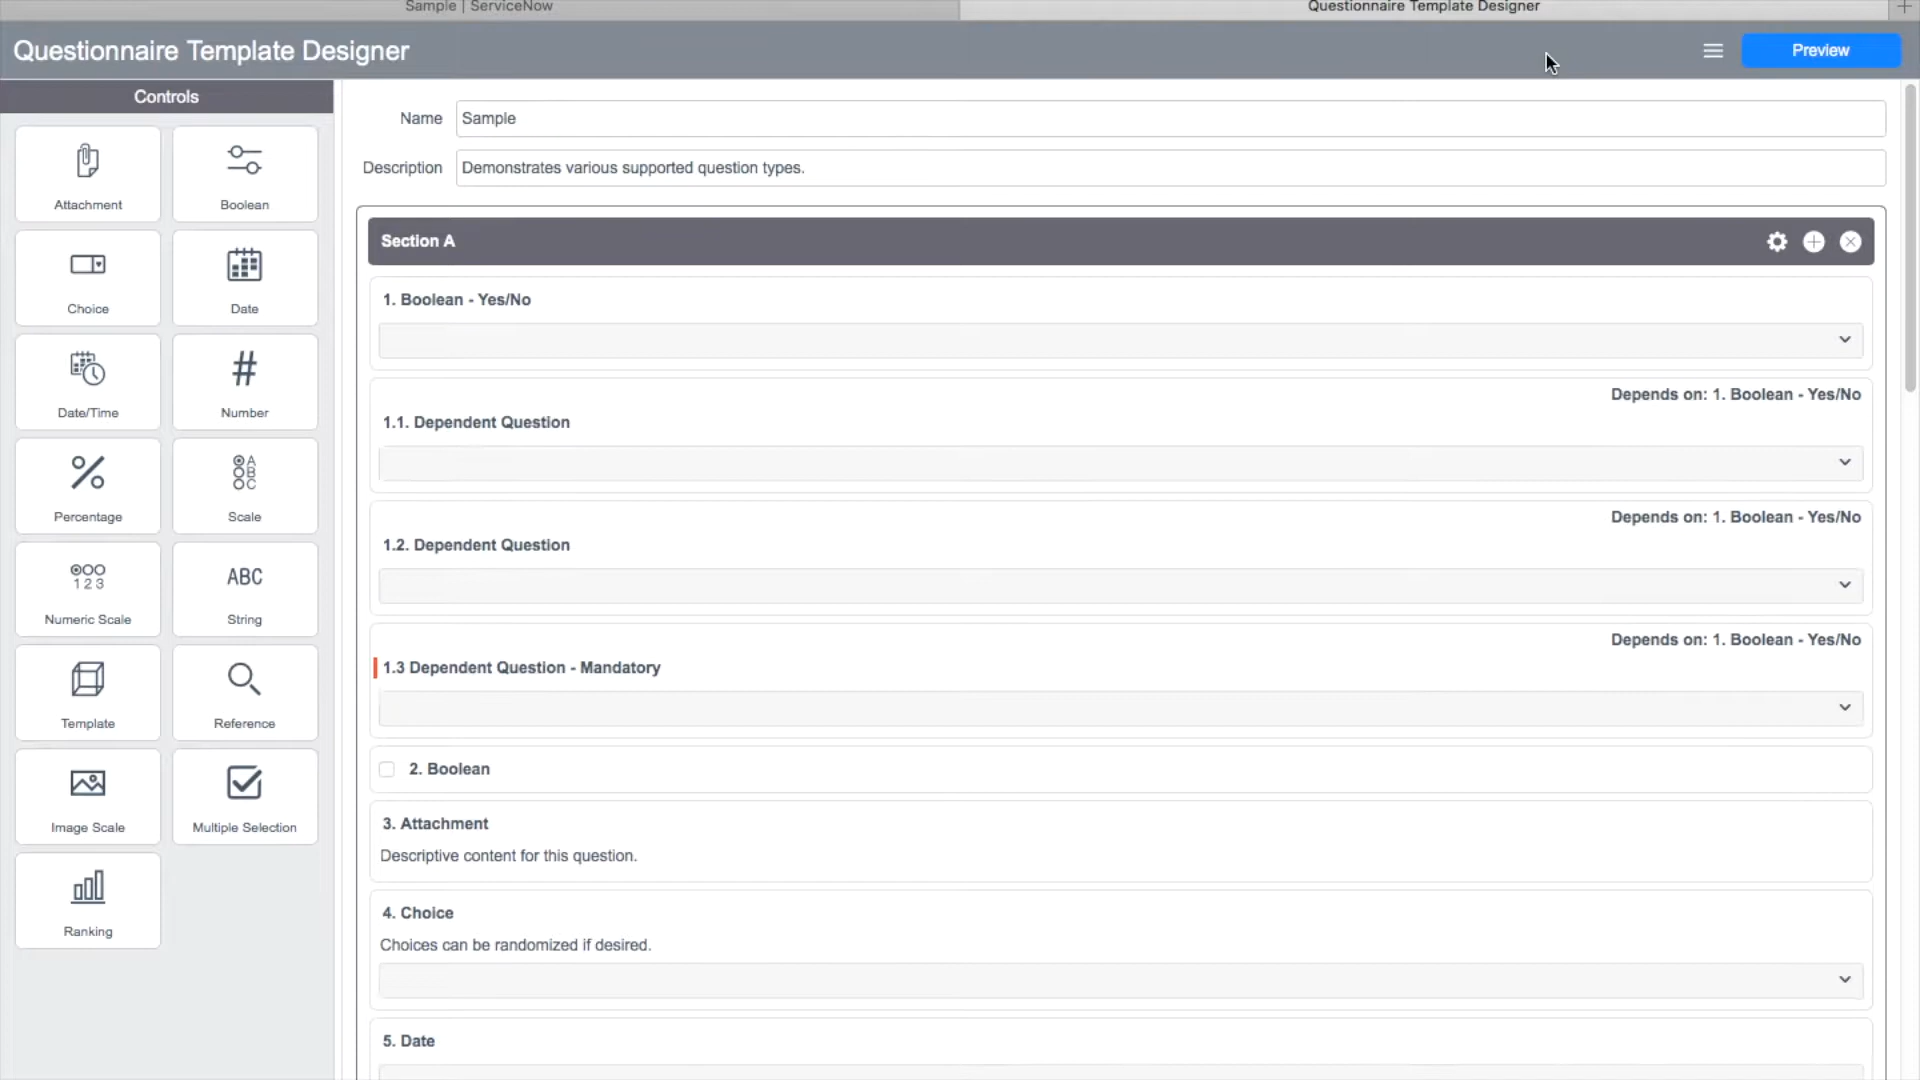 Sample | ServiceNow
Questionnaire Template Designer
Questionnaire Template Designer
Preview
Controls
Attachment
Boolean
Choice
Date
Date/Time
#
Number
%
Percentage
A
B
C
Scale
1 2 3
Numeric Scale
ABC
String
Template
Reference
Image Scale
Multiple Selection
Ranking
Name
Sample
Description
Demonstrates various supported question types.
Section A
1. Boolean - Yes/No
Depends on: 1. Boolean - Yes/No
1.1. Dependent Question
Depends on: 1. Boolean - Yes/No
1.2. Dependent Question
Depends on: 1. Boolean - Yes/No
1.3 Dependent Question - Mandatory
2. Boolean
3. Attachment
Descriptive content for this question.
4. Choice
Choices can be randomized if desired.
5. Date